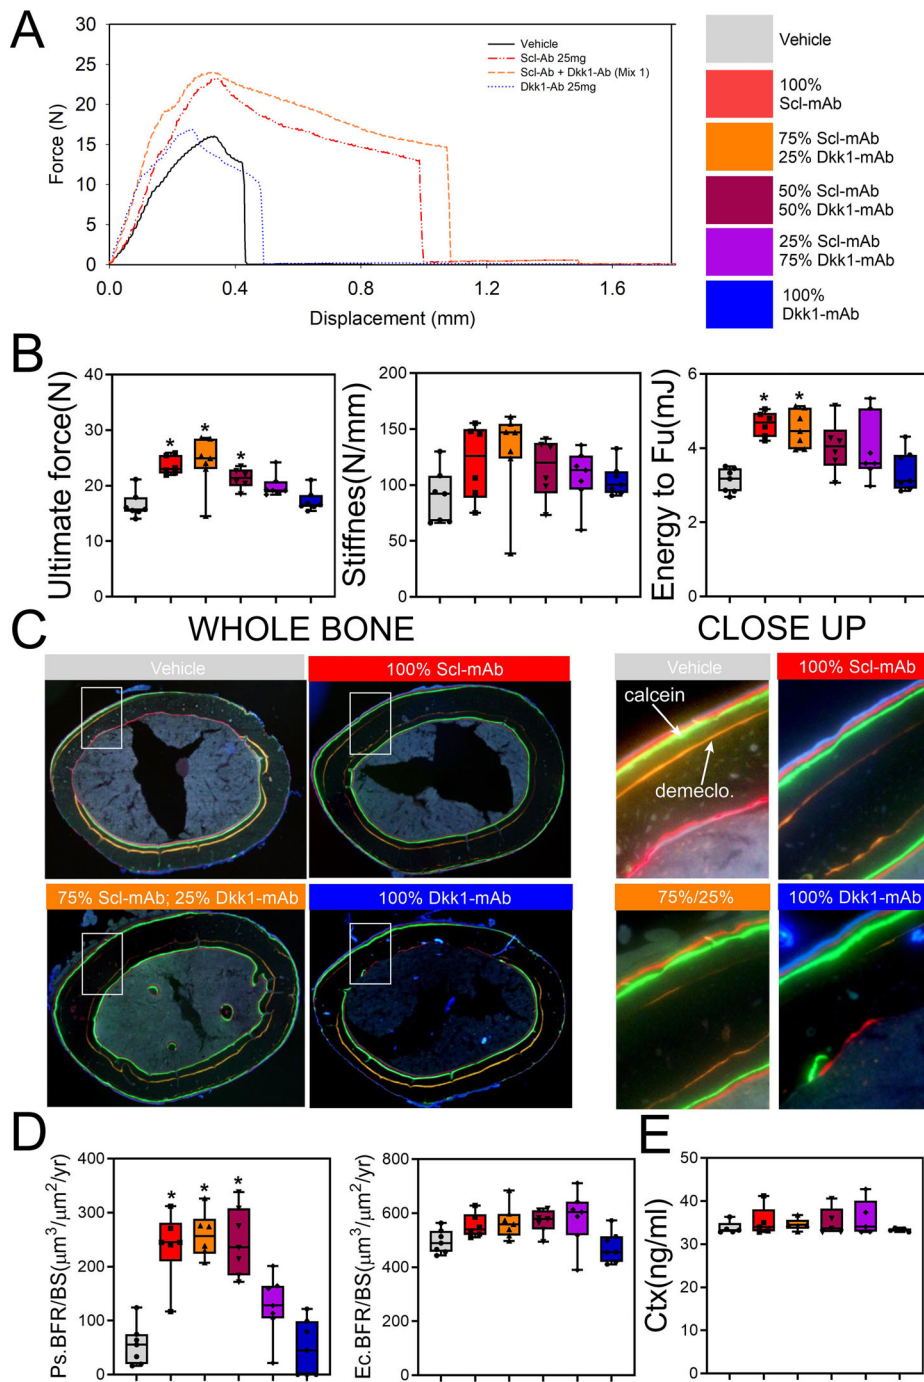 A
30
25
20
15
10
5
0
Force (N)
0.0
0.4
0.8
1.2
1.6
Displacement (mm)
Vehicle
Scl-Ab 25mg
Scl-Ab + Dkk1-Ab (Mix 1)
Dkk1-Ab 25mg
Vehicle
100%
Scl-mAb
75% Scl-mAb
25% Dkk1-mAb
50% Scl-mAb
50% Dkk1-mAb
25% Scl-mAb
75% Dkk1-mAb
100%
Dkk1-mAb
B
Ultimate force(N)
40
30
20
10
0
*
*
*
Stiffnes(N/mm)
200
150
100
50
0
Energy to Fu(mJ)
6
4
2
0
*
*
C
WHOLE BONE
CLOSE UP
Vehicle
100% Scl-mAb
Vehicle
100% Scl-mAb
calcein
demeclo.
75% Scl-mAb; 25% Dkk1-mAb
100% Dkk1-mAb
75%/25%
100% Dkk1-mAb
D
Ps.BFR/BS(μm³/μm²/yr)
400
300
200
100
0
*
*
*
Ec.BFR/BS(μm³/μm²/yr)
800
600
400
200
0
E
Ctx(ng/ml)
50
40
30
20
10
0